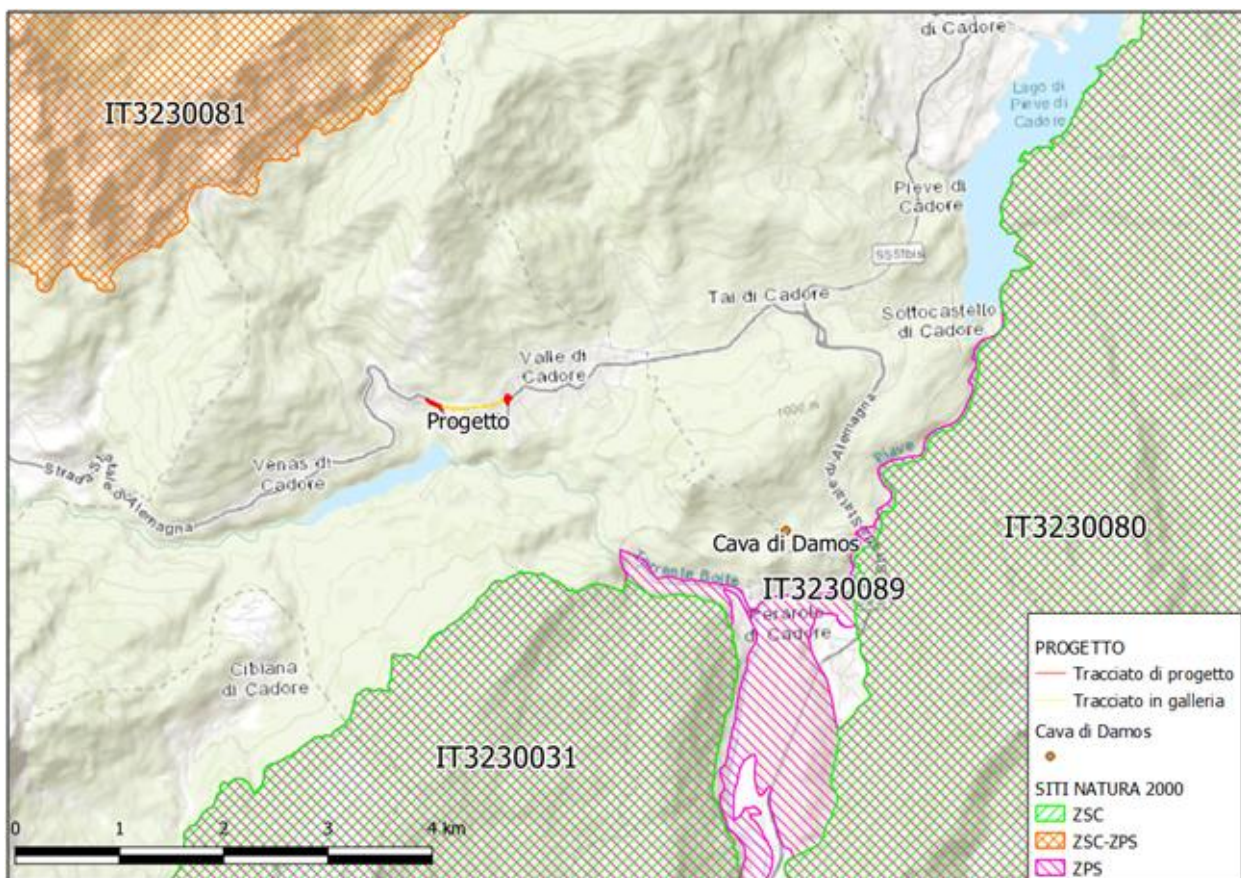 di Cadore
IT3230081
Lago di
Pieve di
Cadore
Pieve di
Cadore
SS51bis
Tai di Cadore
Sottocastello
di Cadore
Valle di
Cadore
1000 m
Progetto
Statale di Alemagna
Piave
Venas di
Cadore
Strada Statale di Alemagna
IT3230080
Cava di Damos
Torrente Boite
IT3230089
Perarolo
di Cadore
Cibiana
di Cadore
IT3230031
PROGETTO
Tracciato di progetto
Tracciato in galleria
Cava di Damos
SITI NATURA 2000
ZSC
ZSC-ZPS
ZPS
0 1 2 3 4 km